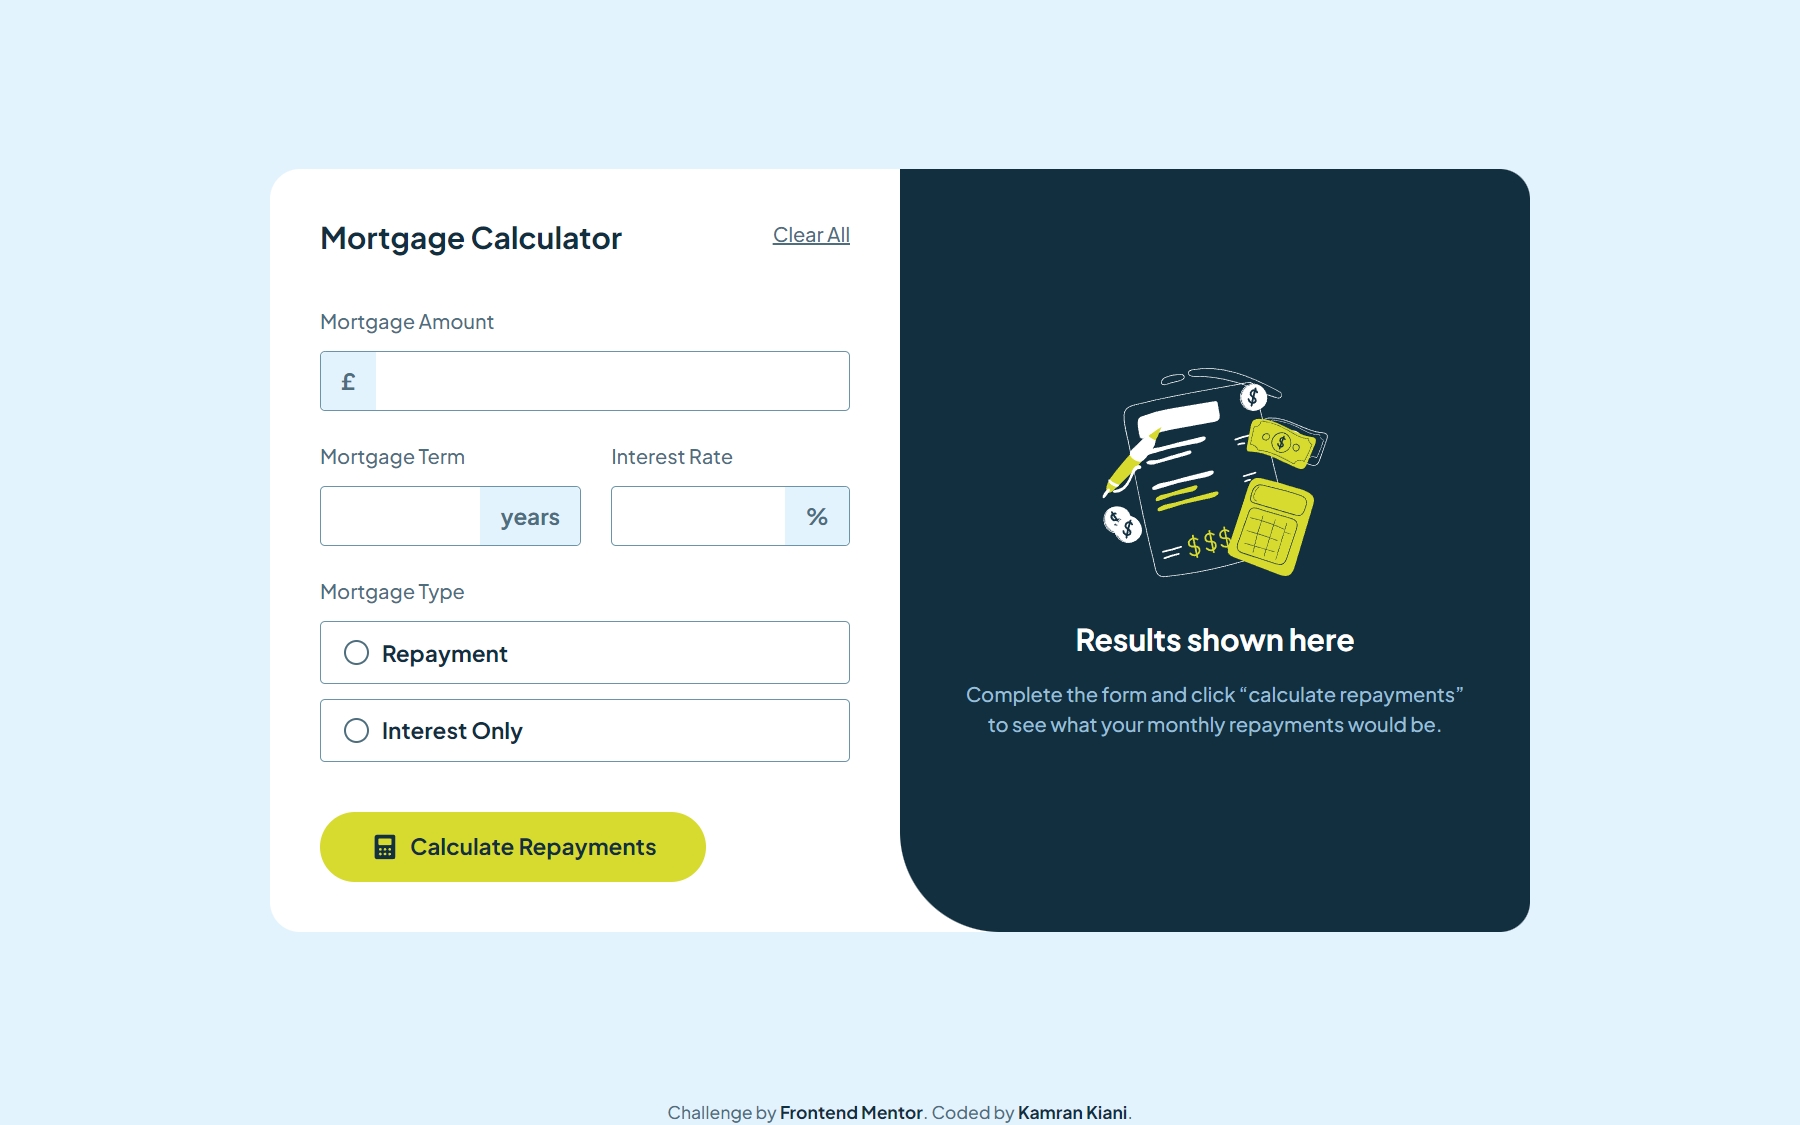 Mortgage Calculator
Clear All
Mortgage Amount
£
Mortgage Term
Interest Rate
years
%
Mortgage Type
Repayment
Interest Only
Calculate Repayments
$
$
$
$
$$$
Results shown here
Complete the form and click “calculate repayments”
to see what your monthly repayments would be.
Challenge by Frontend Mentor. Coded by Kamran Kiani.